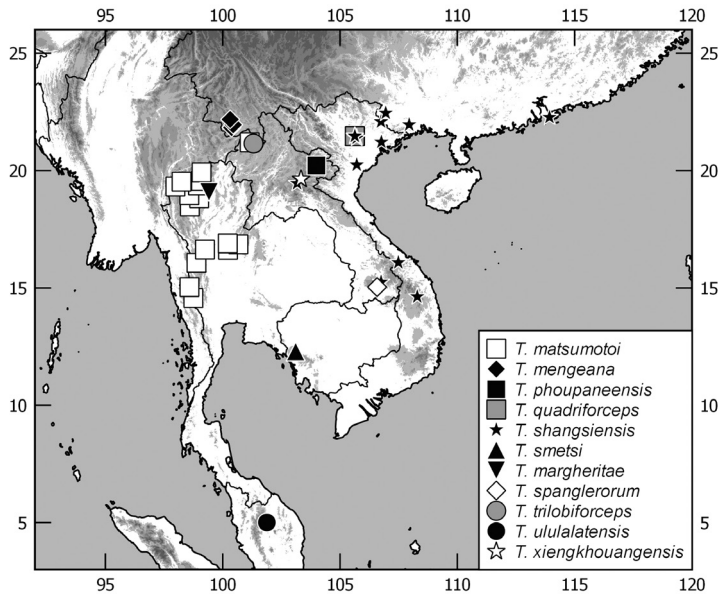 95 100 105 110 115 120
25 25
20 20
15 15
10 10
5 5
T. matsumotoi
T. mengeana
T. phoupaneensis
T. quadriforceps
T. shangsiensis
T. smetsi
T. margheritae
T. spanglerorum
T. trilobiforceps
T. ululalatensis
T. xiengkhouangensis
95 100 105 110 115 120